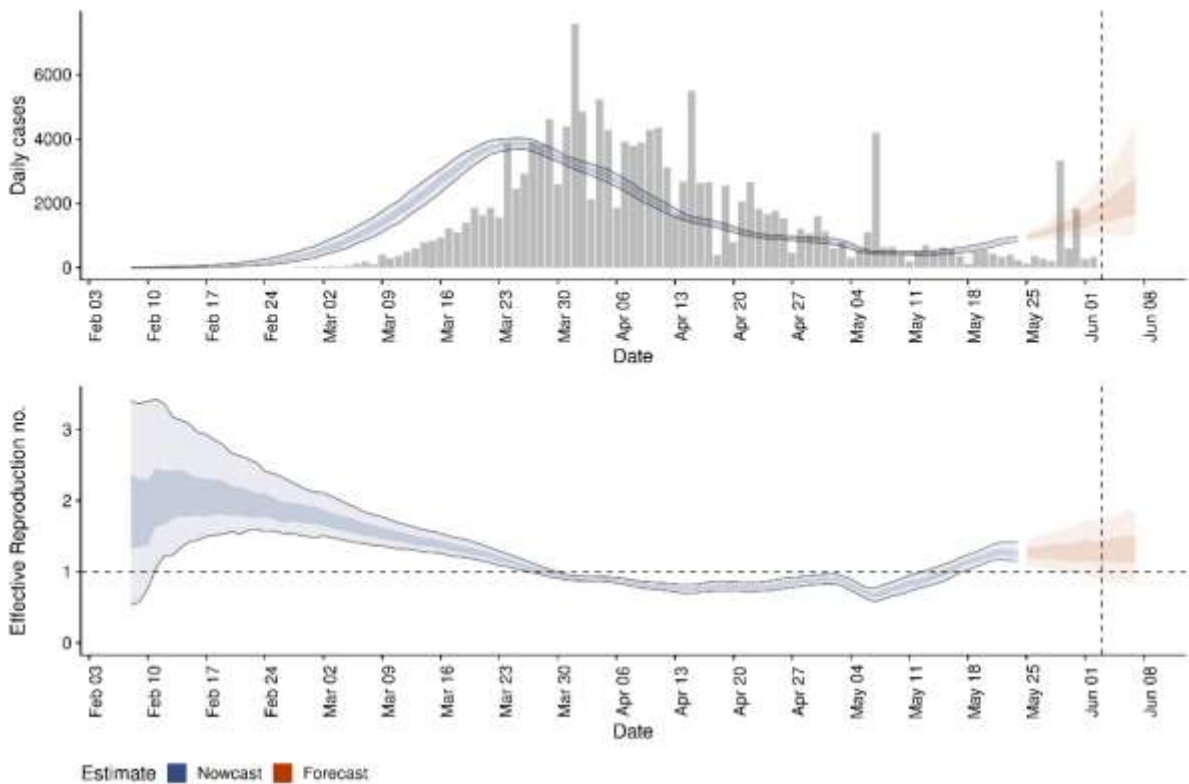 Daily cases
6000
4000
2000
0
Feb 03
Feb 10
Feb 17
Feb 24
Mar 02
Mar 09
Mar 16
Mar 23
Mar 30
Apr 06
Apr 13
Apr 20
Apr 27
May 04
May 11
May 18
May 25
Jun 01
Jun 08
Date
Effective Reproduction no.
3
2
1
0
Feb 03
Feb 10
Feb 17
Feb 24
Mar 02
Mar 09
Mar 16
Mar 23
Mar 30
Apr 06
Apr 13
Apr 20
Apr 27
May 04
May 11
May 18
May 25
Jun 01
Jun 08
Date
Estimate Nowcast Forecast